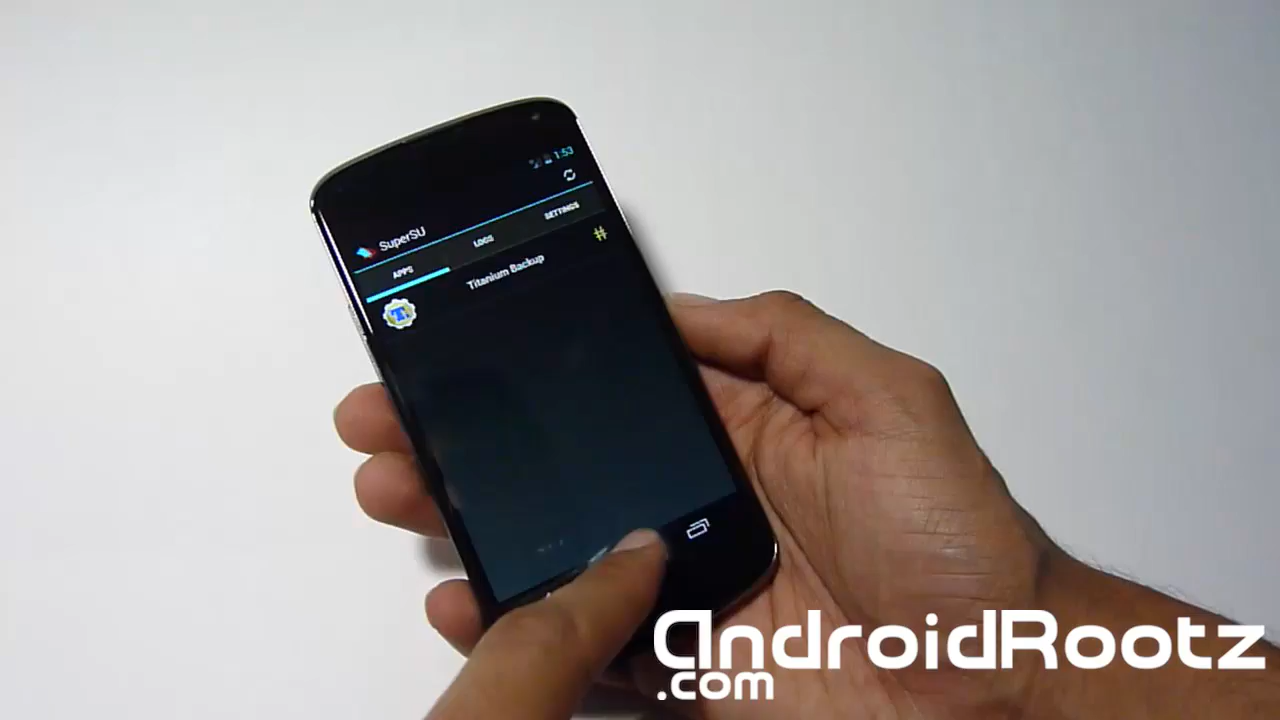 1:53
SuperSU
APPS
LOGS
SETTINGS
Titanium Backup
#
T
AndroidRootz
.com